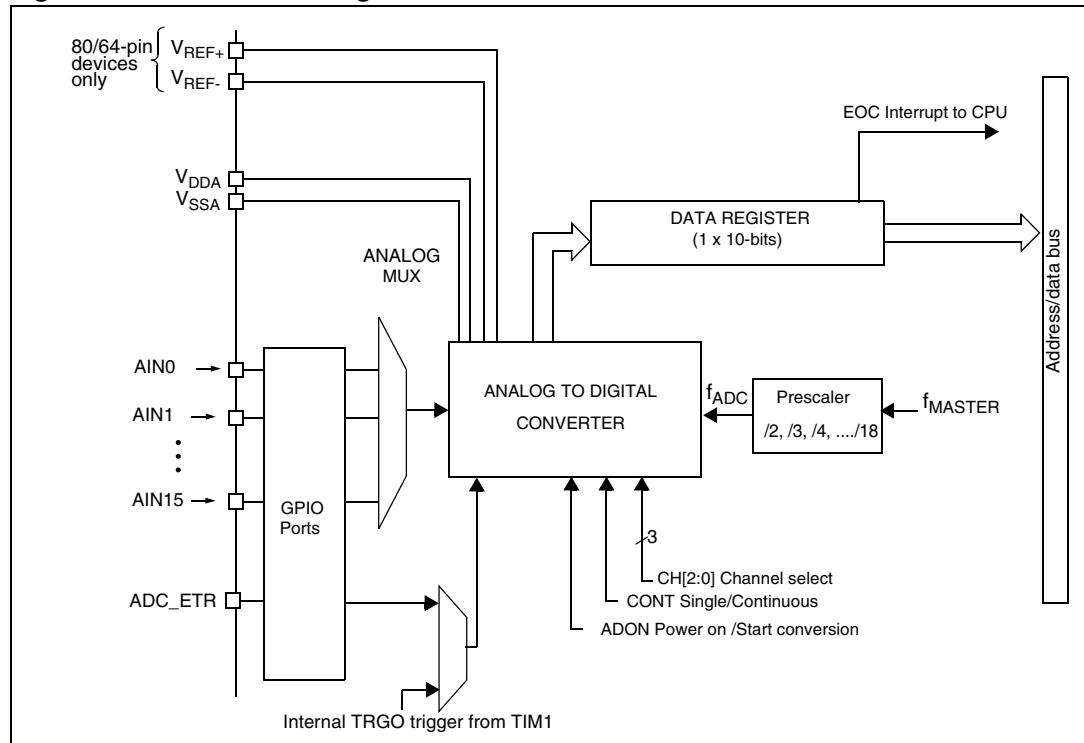 80/64-pin
devices
only
VREF+
VREF-
VDDA
VSSA
EOC Interrupt to CPU
DATA REGISTER
(1 x 10-bits)
Address/data bus
ANALOG
MUX
AIN0
AIN1
AIN15
GPIO
Ports
ANALOG TO DIGITAL
CONVERTER
fADC
Prescaler
/2, /3, /4, ..../18
fMASTER
3
CH[2:0] Channel select
CONT Single/Continuous
ADON Power on /Start conversion
ADC_ETR
Internal TRGO trigger from TIM1